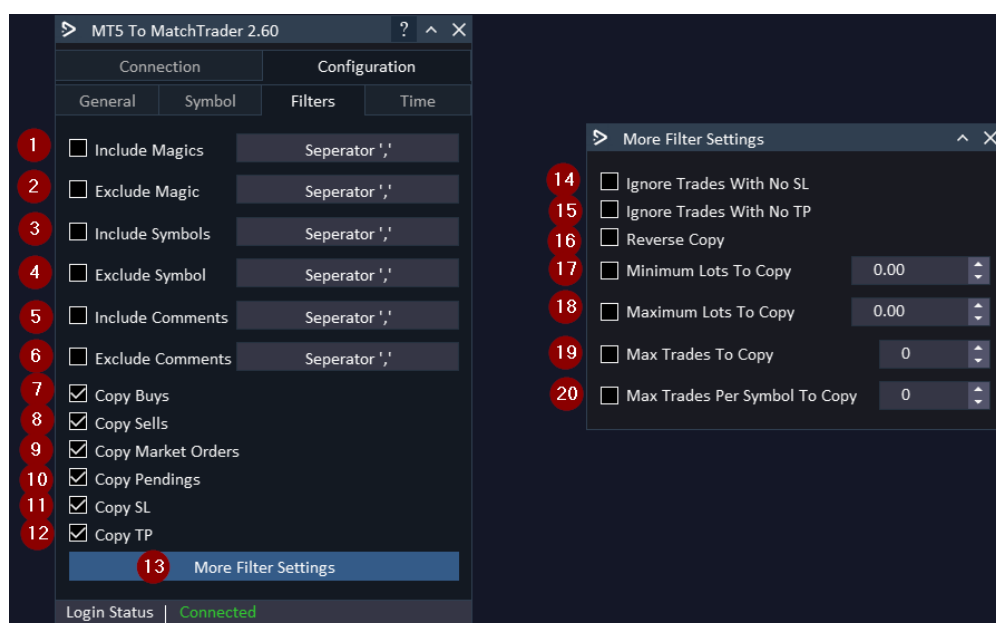 MT5 To MatchTrader 2.60 ?
Connection Configuration
General Symbol Filters Time
1 Include Magics Seperator ','
2 Exclude Magic Seperator ','
3 Include Symbols Seperator ','
4 Exclude Symbol Seperator ','
5 Include Comments Seperator ','
6 Exclude Comments Seperator ','
7 Copy Buys
8 Copy Sells
9 Copy Market Orders
10 Copy Pendings
11 Copy SL
12 Copy TP
13 More Filter Settings
Login Status | Connected
More Filter Settings
14 Ignore Trades With No SL
15 Ignore Trades With No TP
16 Reverse Copy
17 Minimum Lots To Copy 0.00
18 Maximum Lots To Copy 0.00
19 Max Trades To Copy 0
20 Max Trades Per Symbol To Copy 0